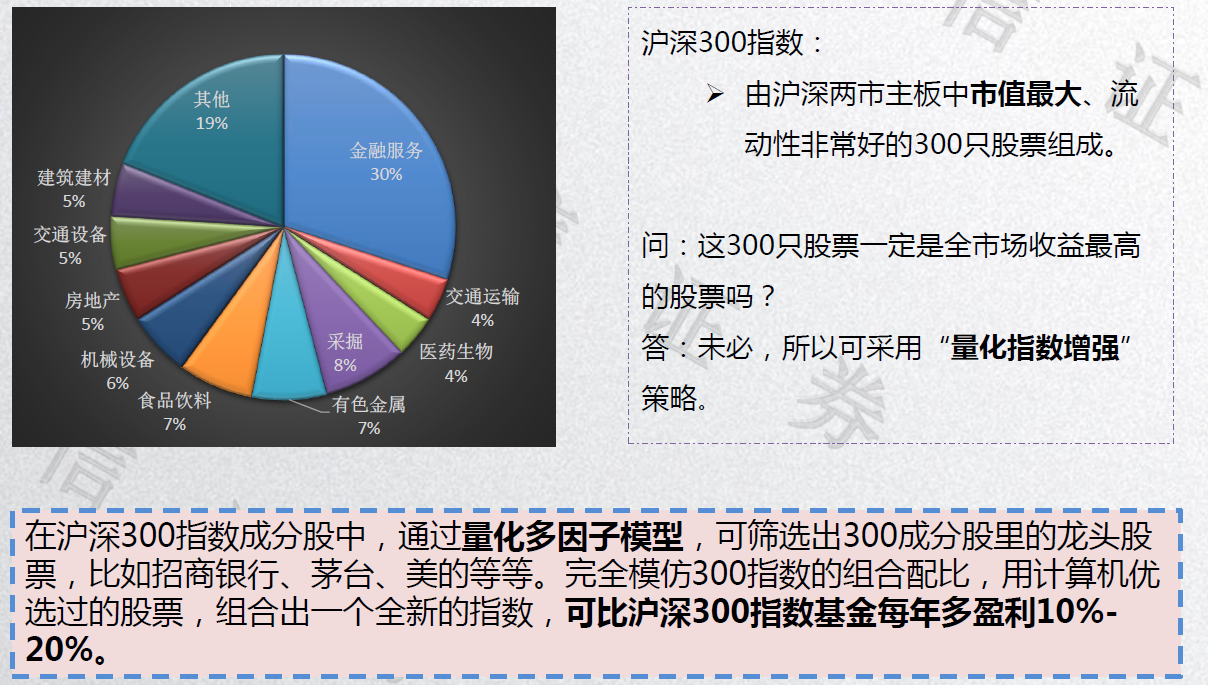 其他
19%
金融服务
30%
建筑建材
5%
交通设备
5%
房地产
5%
机械设备
6%
食品饮料
7%
有色金属
7%
采掘
8%
医药生物
4%
交通运输
4%
沪深300指数：
➢ 由沪深两市主板中市值最大、流
动性非常好的300只股票组成。
问：这300只股票一定是全市场收益最高
的股票吗？
答：未必，所以可采用“量化指数增强”
策略。
在沪深300指数成分股中，通过量化多因子模型，可筛选出300成分股里的龙头股
票，比如招商银行、茅台、美的等等。完全模仿300指数的组合配比，用计算机优
选过的股票，组合出一个全新的指数，可比沪深300指数基金每年多盈利10%-
20%。
信
证
证
券
信